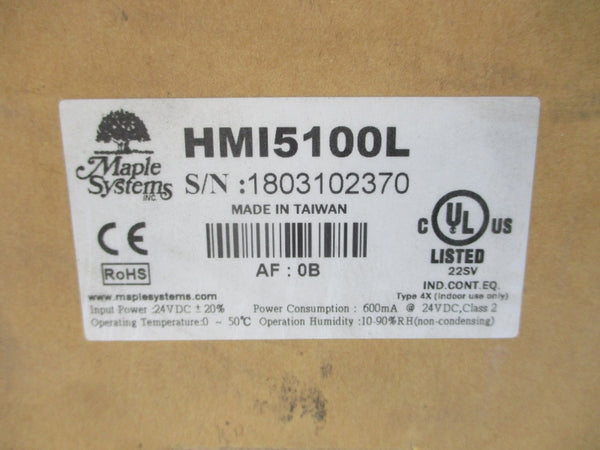 Maple
Systems
INC.
HMI5100L
S/N :1803102370
MADE IN TAIWAN
AF : 0B
CE
RoHS
www.maplesystems.com
C UL US
LISTED
22SV
IND.CONT.EQ.
Type 4X (Indoor use only)
Input Power :24VDC ± 20% Power Consumption : 600mA @ 24VDC,Class 2
Operating Temperature:0 ~ 50℃ Operation Humidity :10-90%RH(non-condensing)